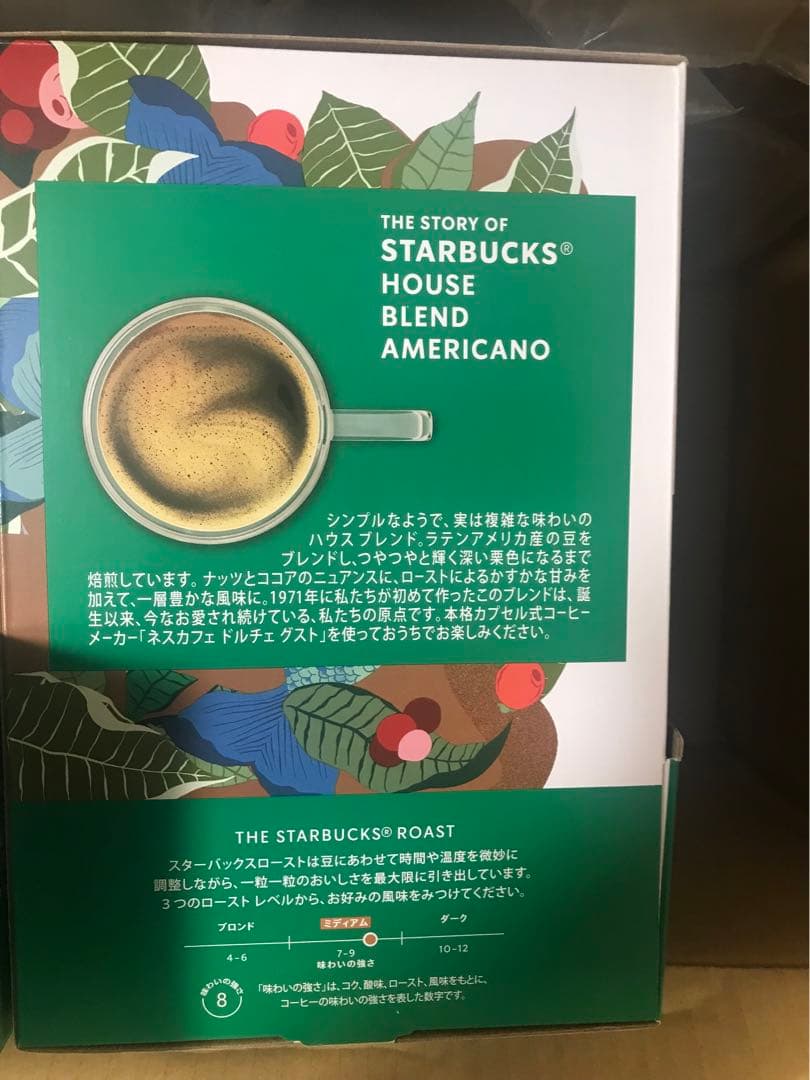 THE STORY OF
STARBUCKS®
HOUSE
BLEND
AMERICANO
シンプルなようで、実は複雑な味わいの
ハウス ブレンド。ラテンアメリカ産の豆を
ブレンドし、つやつやと輝く深い栗色になるまで
焙煎しています。ナッツとココアのニュアンスに、ローストによるかすかな甘みを
加えて、一層豊かな風味に。1971年に私たちが初めて作ったこのブレンドは、誕
生以来、今なお愛され続けている、私たちの原点です。本格カプセル式コーヒー
メーカー「ネスカフェ ドルチェ グスト」を使っておうちでお楽しみください。
THE STARBUCKS® ROAST
スターバックスローストは豆にあわせて時間や温度を微妙に
調整しながら、一粒一粒のおいしさを最大限に引き出しています。
3つのロースト レベルから、お好みの風味をみつけてください。
ブロンド ミディアム ダーク
4-6 7-9 10-12
味わいの強さ
味わいの強さ
8
「味わいの強さ」は、コク、酸味、ロースト、風味をもとに、
コーヒーの味わいの強さを表した数字です。